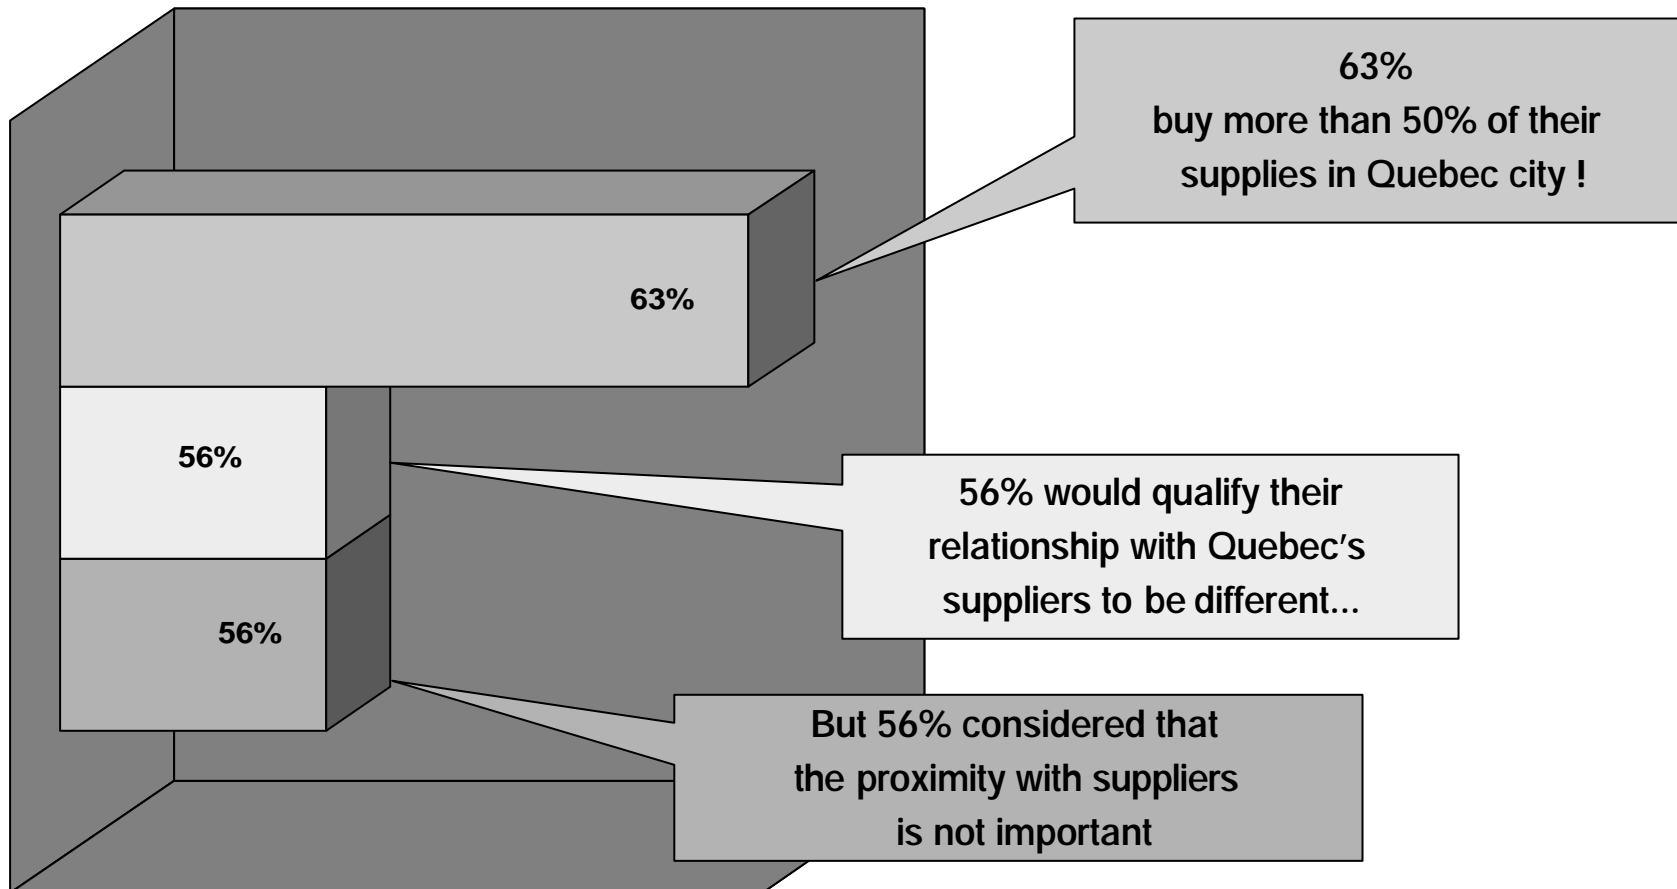 63%
buy more than 50% of their
supplies in Quebec city !
63%
56%
56% would qualify their
relationship with Quebec's
suppliers to be different...
56%
But 56% considered that
the proximity with suppliers
is not important